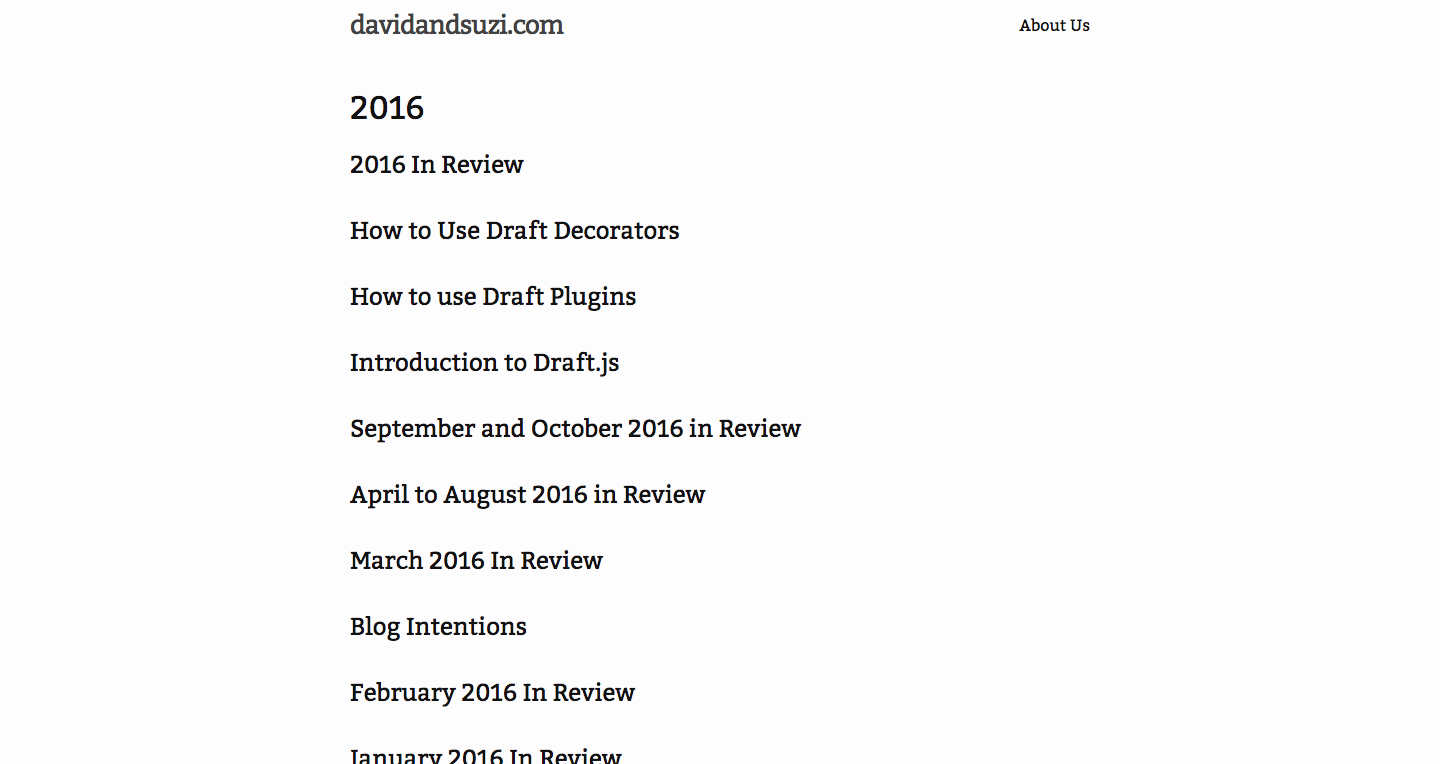 davidandsuzi.com
About Us
2016
2016 In Review
How to Use Draft Decorators
How to use Draft Plugins
Introduction to Draft.js
September and October 2016 in Review
April to August 2016 in Review
March 2016 In Review
Blog Intentions
February 2016 In Review
January 2016 In Review